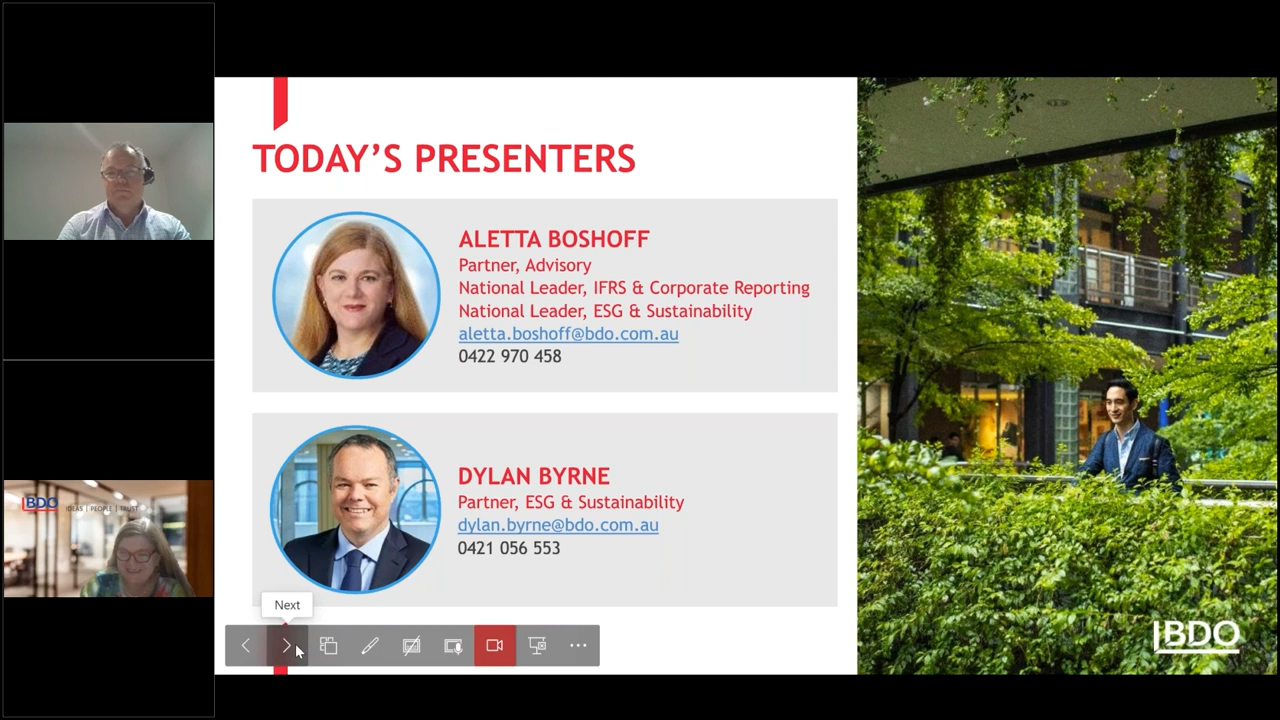 TODAY'S PRESENTERS
ALETTA BOSHOFF
Partner, Advisory
National Leader, IFRS & Corporate Reporting
National Leader, ESG & Sustainability
aletta.boshoff@bdo.com.au
0422 970 458
DYLAN BYRNE
Partner, ESG & Sustainability
dylan.byrne@bdo.com.au
0421 056 553
BDO
IDEAS | PEOPLE | TRUST
Next
BDO